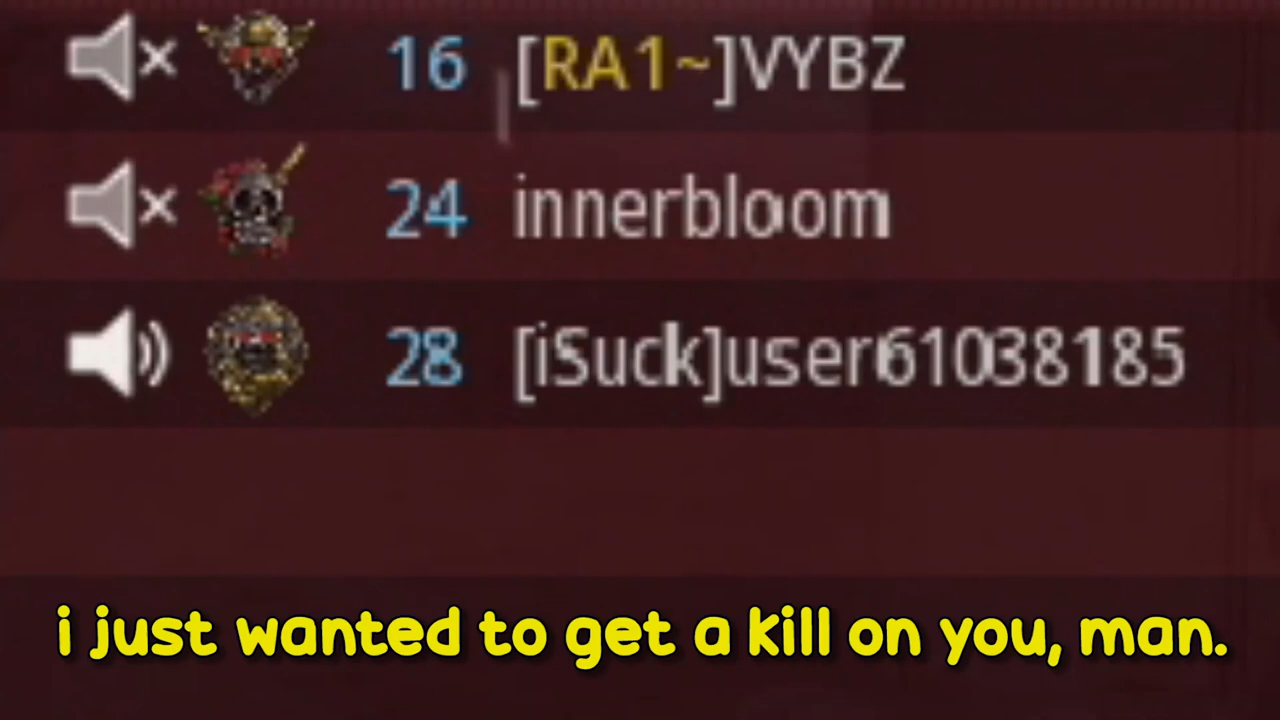 16 [RA1~]VYBZ
24 innerbloom
28 [iSuck]user61038185
i just wanted to get a kill on you, man.